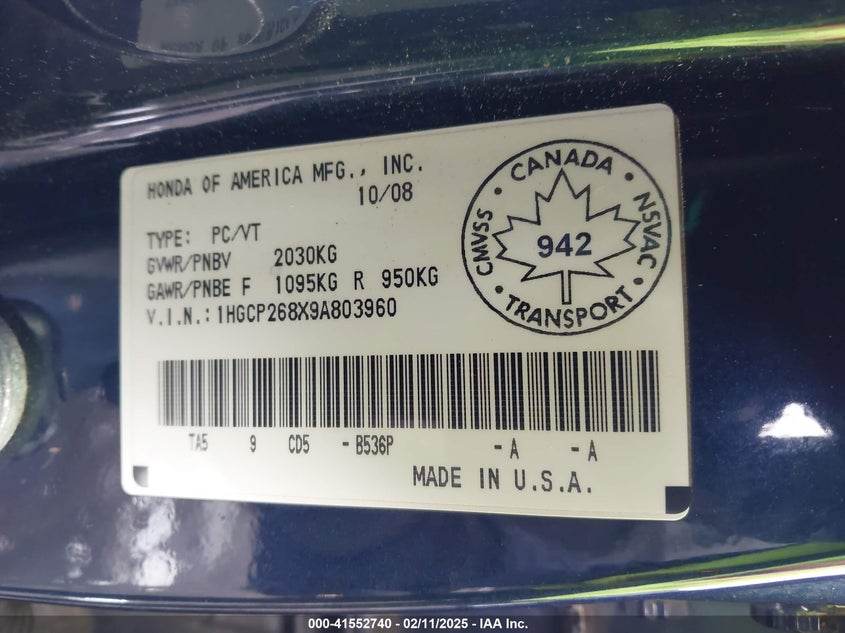 HONDA OF AMERICA MFG., INC.
10/08
TYPE: PC/VT
GVWR/PNBV 2030KG
GAWR/PNBE F 1095KG R 950KG
V.I.N.:1HGCP268X9A803960
• CANADA •
CMVSS
NSVAC
942
• TRANSPORT •
TA5 9 CD5 -B536P -A -A
MADE IN U.S.A.
000-41552740 - 02/11/2025 - IAA Inc.